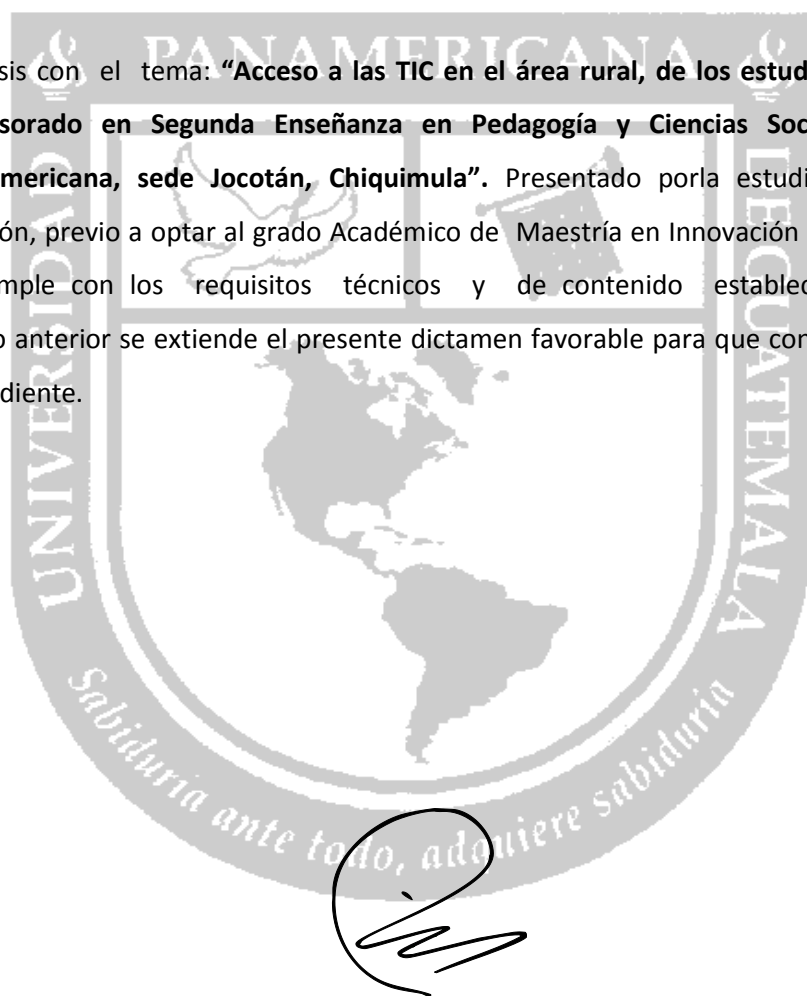 PANAMERICANA
sis con el tema: “Acceso a las TIC en el área rural, de los estud
sorado en Segunda Enseñanza en Pedagogía y Ciencias Soc
mericana, sede Jocotán, Chiquimula”. Presentado porla estudi
ón, previo a optar al grado Académico de Maestría en Innovación
mple con los requisitos técnicos y de contenido establec
o anterior se extiende el presente dictamen favorable para que con
diente.
UNIVERSIDAD
DE GUATEMALA
Sabiduría ante todo, adquiere sabiduría